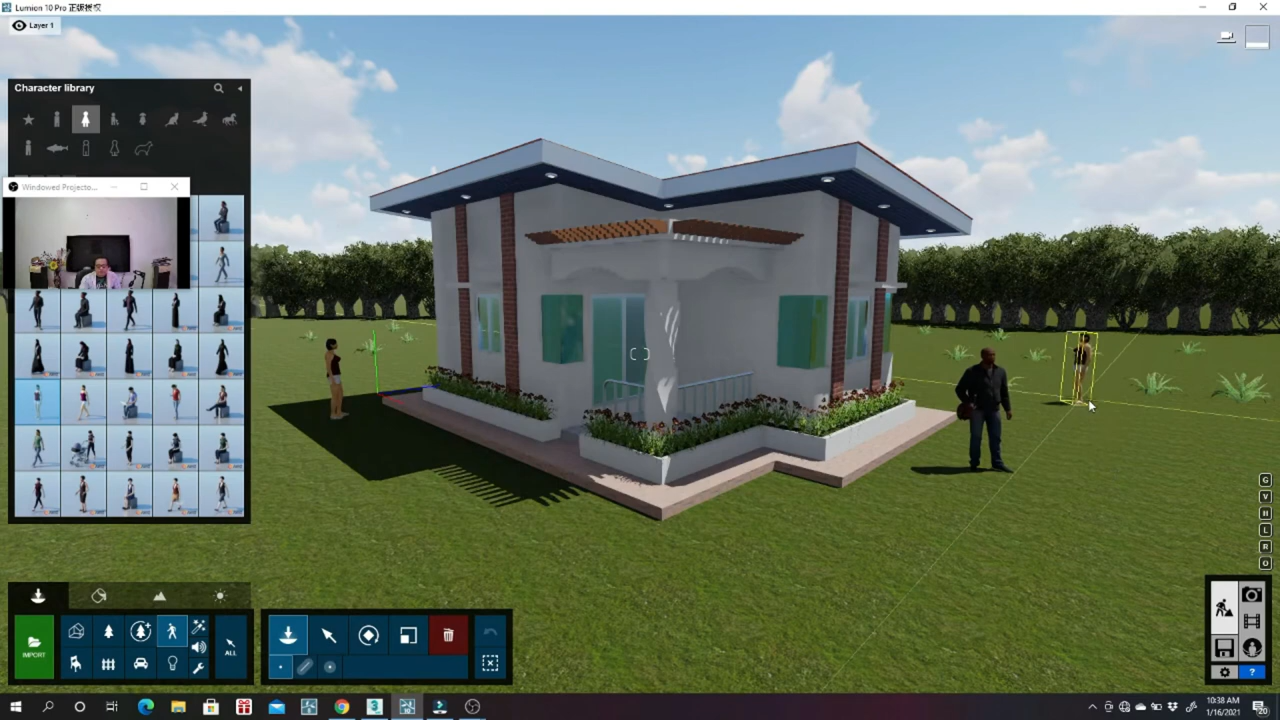 Lumion 10 Pro 正版授权
Layer 1
Character library
Windowed Projecto...
IMPORT
ALL
G
V
H
L
R
O
?
10:38 AM
1/16/2021
20